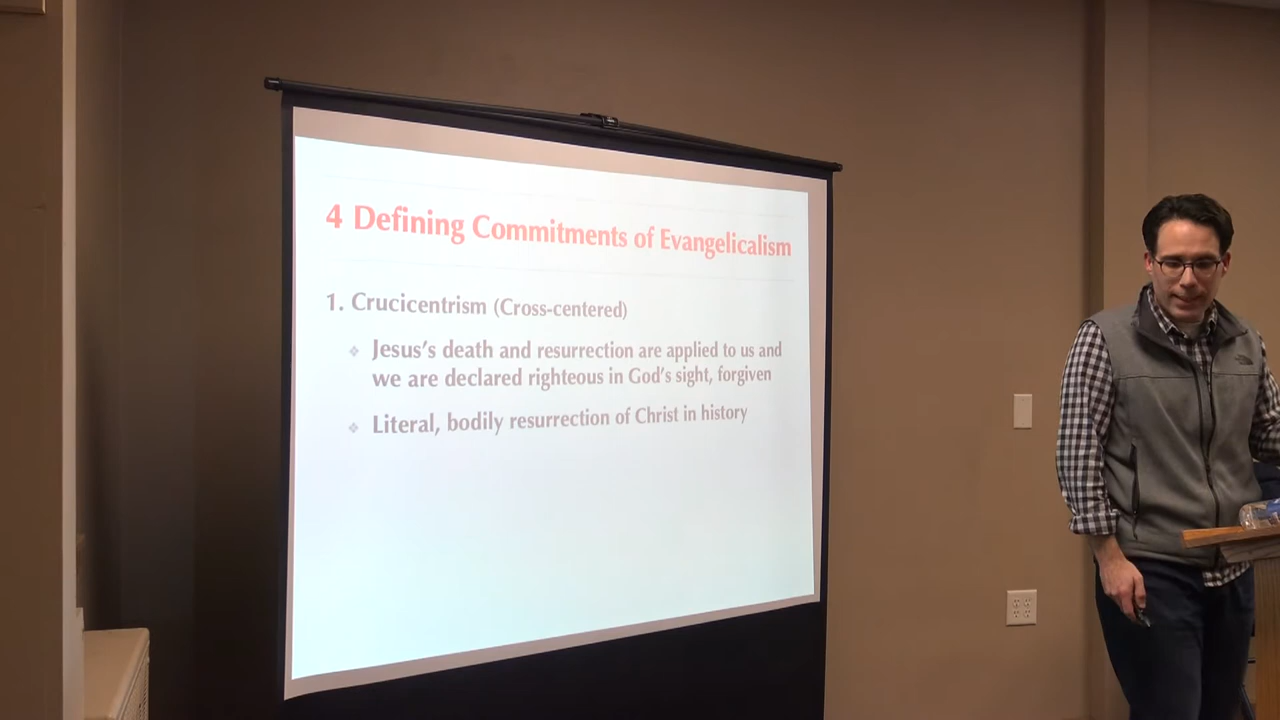 4 Defining Commitments of Evangelicalism
1. Crucicentrism (Cross-centered)
❖ Jesus's death and resurrection are applied to us and
we are declared righteous in God's sight, forgiven
❖ Literal, bodily resurrection of Christ in history